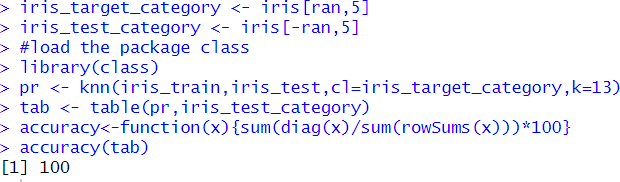 > iris_target_category <- iris[ran,5]
> iris_test_category <- iris[-ran,5]
> #load the package class
> library(class)
> pr <- knn(iris_train,iris_test,cl=iris_target_category,k=13)
> tab <- table(pr,iris_test_category)
> accuracy<-function(x){sum(diag(x)/sum(rowSums(x)))*100}
> accuracy(tab)
[1] 100